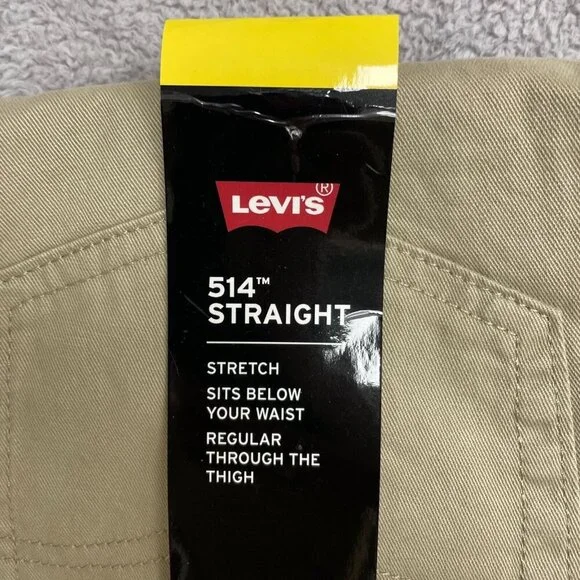 LEVI'S®
514™
STRAIGHT
STRETCH
SITS BELOW
YOUR WAIST
REGULAR
THROUGH THE
THIGH